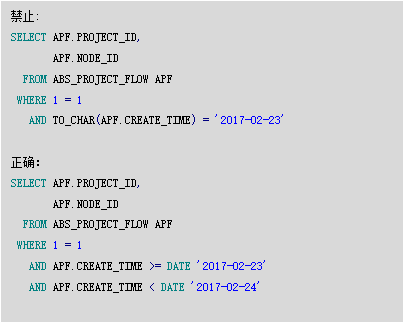 禁止：
SELECT APF.PROJECT_ID,
       APF.NODE_ID
  FROM ABS_PROJECT_FLOW APF
 WHERE 1 = 1
   AND TO_CHAR(APF.CREATE_TIME) = '2017-02-23'
正确：
SELECT APF.PROJECT_ID,
       APF.NODE_ID
  FROM ABS_PROJECT_FLOW APF
 WHERE 1 = 1
   AND APF.CREATE_TIME >= DATE '2017-02-23'
   AND APF.CREATE_TIME < DATE '2017-02-24'